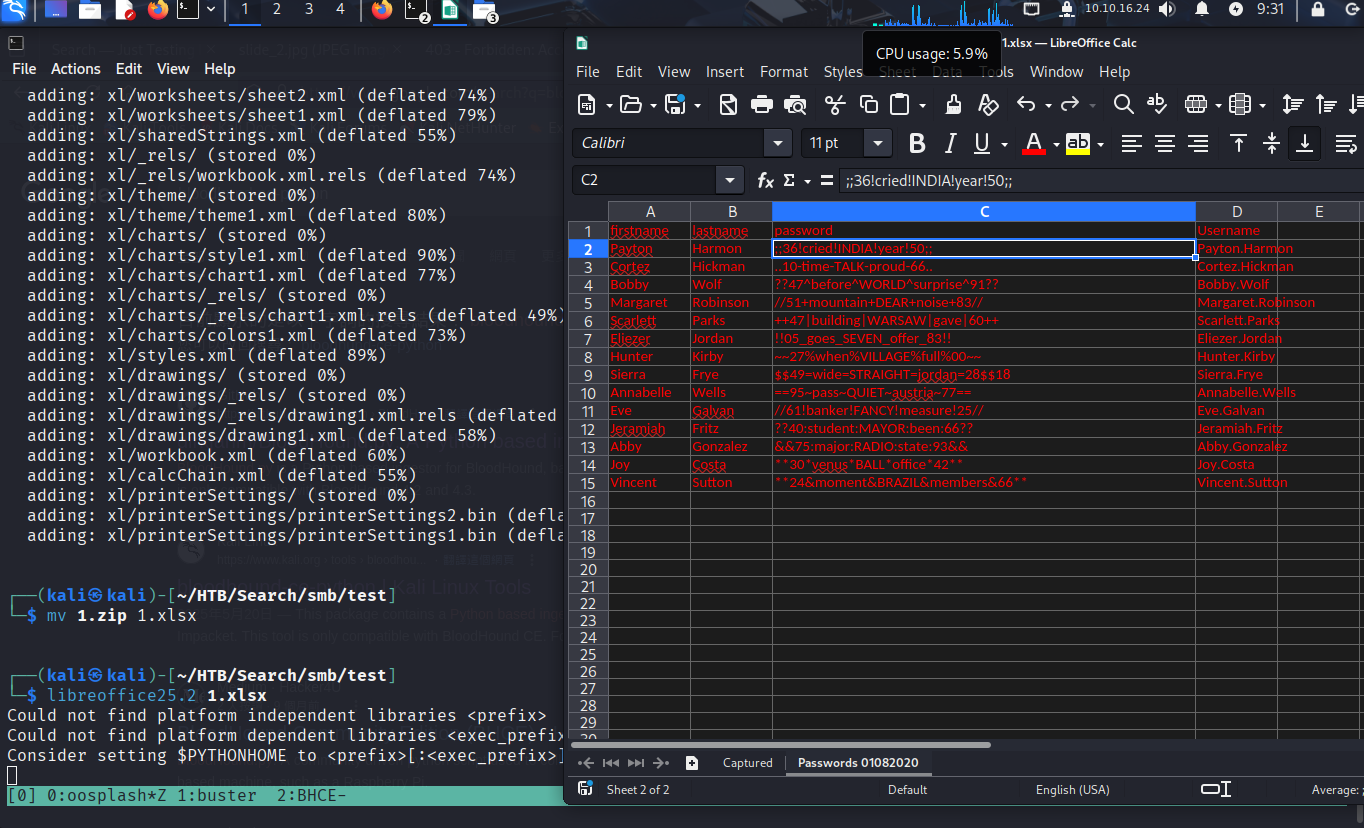 1 2 3 4 2 3 10.10.16.24 9:31
1.xlsx — LibreOffice Calc
CPU usage: 5.9%
File Actions Edit View Help
adding: xl/worksheets/sheet2.xml (deflated 74%)
adding: xl/worksheets/sheet1.xml (deflated 79%)
adding: xl/sharedStrings.xml (deflated 55%)
adding: xl/_rels/ (stored 0%)
adding: xl/_rels/workbook.xml.rels (deflated 74%)
adding: xl/theme/ (stored 0%)
adding: xl/theme/theme1.xml (deflated 80%)
adding: xl/charts/ (stored 0%)
adding: xl/charts/style1.xml (deflated 90%)
adding: xl/charts/chart1.xml (deflated 77%)
adding: xl/charts/_rels/ (stored 0%)
adding: xl/charts/_rels/chart1.xml.rels (deflated 49%)
adding: xl/charts/colors1.xml (deflated 73%)
adding: xl/styles.xml (deflated 89%)
adding: xl/drawings/ (stored 0%)
adding: xl/drawings/_rels/ (stored 0%)
adding: xl/drawings/_rels/drawing1.xml.rels (deflated
adding: xl/drawings/drawing1.xml (deflated 58%)
adding: xl/workbook.xml (deflated 60%)
adding: xl/calcChain.xml (deflated 55%)
adding: xl/printerSettings/ (stored 0%)
adding: xl/printerSettings/printerSettings2.bin (defla
adding: xl/printerSettings/printerSettings1.bin (defla
┌──(kali㉿kali)-[~/HTB/Search/smb/test]
└─$ mv 1.zip 1.xlsx
┌──(kali㉿kali)-[~/HTB/Search/smb/test]
└─$ libreoffice25.2 1.xlsx
Could not find platform independent libraries <prefix>
Could not find platform dependent libraries <exec_prefix
Consider setting $PYTHONHOME to <prefix>[:<exec_prefix>]
[0] 0:oosplash*Z 1:buster 2:BHCE-
File Edit View Insert Format Styles Sheet Data Tools Window Help
Calibri 11 pt B I U A ab
C2 fx Σ = ;;36!cried!INDIA!year!50;;
A B C D E
1 firstname lastname password Username
2 Payton Harmon ;;36!cried!INDIA!year!50;; Payton.Harmon
3 Cortez Hickman ..10-time-TALK-proud-66.. Cortez.Hickman
4 Bobby Wolf ??47^before^WORLD^surprise^91?? Bobby.Wolf
5 Margaret Robinson //51+mountain+DEAR+noise+83// Margaret.Robinson
6 Scarlett Parks ++47|building|WARSAW|gave|60++ Scarlett.Parks
7 Eliezer Jordan !!05_goes_SEVEN_offer_83!! Eliezer.Jordan
8 Hunter Kirby ~~27%when%VILLAGE%full%00~~ Hunter.Kirby
9 Sierra Frye $$49=wide=STRAIGHT=jordan=28$$18 Sierra.Frye
10 Annabelle Wells ==95~pass~QUIET~austria~77== Annabelle.Wells
11 Eve Galvan //61!banker!FANCY!measure!25// Eve.Galvan
12 Jeramiah Fritz ??40:student:MAYOR:been:66?? Jeramiah.Fritz
13 Abby Gonzalez &&75:major:RADIO:state:93&& Abby.Gonzalez
14 Joy Costa **30*venus*BALL*office*42** Joy.Costa
15 Vincent Sutton **24&moment&BRAZIL&members&66** Vincent.Sutton
16
17
18
19
20
21
22
23
24
25
26
27
28
29
30
Captured Passwords 01082020
Sheet 2 of 2 Default English (USA) Average: ;